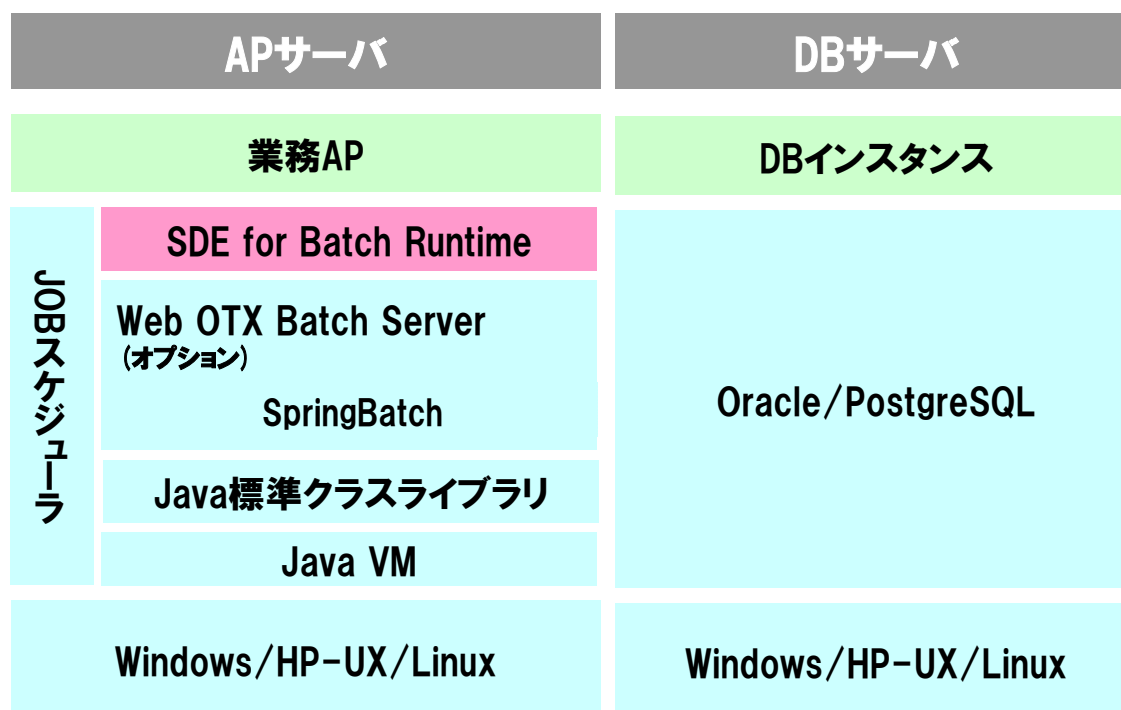 APサーバ
業務AP
JOBスケジューラ
SDE for Batch Runtime
Web OTX Batch Server
(オプション)
SpringBatch
Java標準クラスライブラリ
Java VM
Windows/HP-UX/Linux
DBサーバ
DBインスタンス
Oracle/PostgreSQL
Windows/HP-UX/Linux